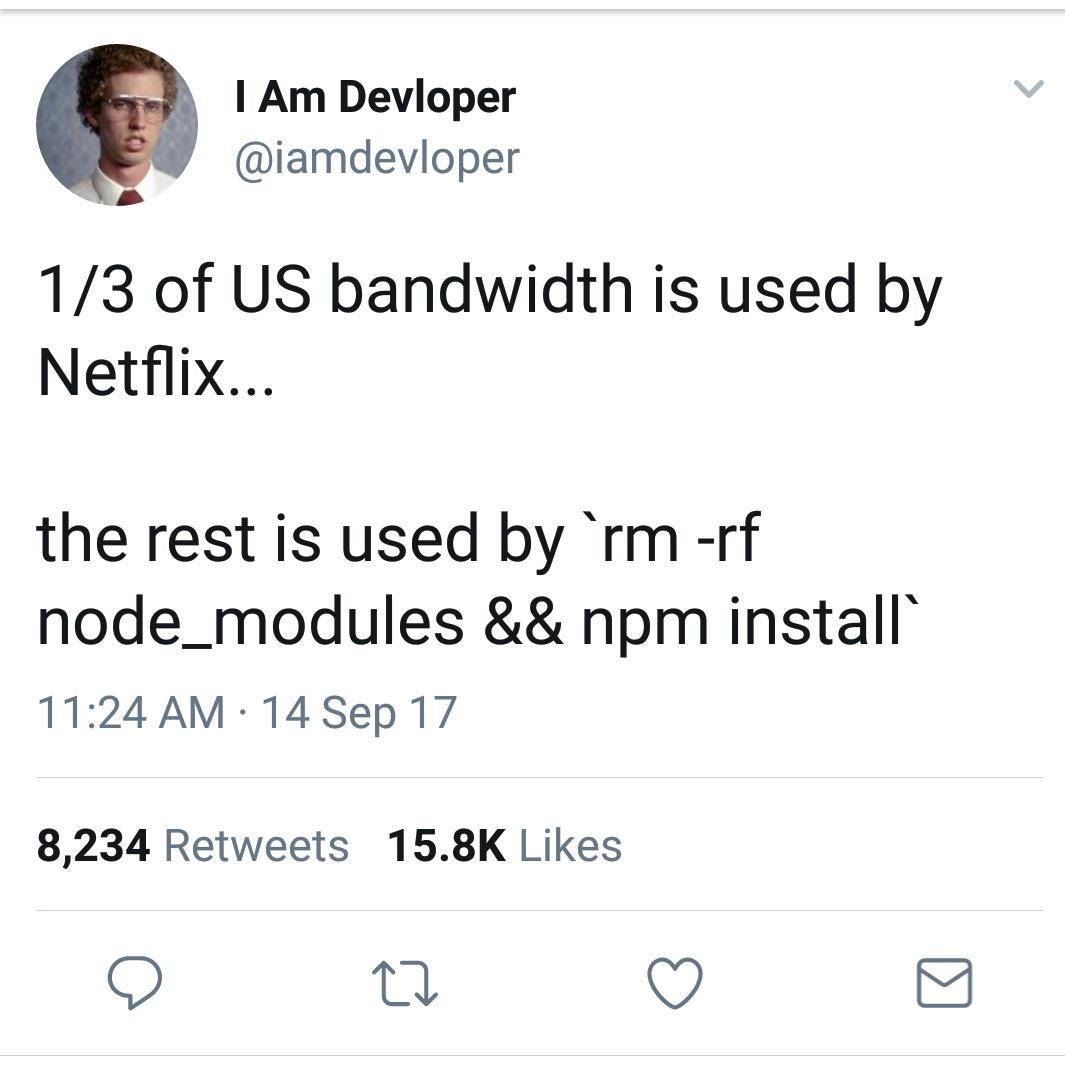 I Am Devloper
@iamdevloper
1/3 of US bandwidth is used by
Netflix...
the rest is used by `rm -rf
node_modules && npm install`
11:24 AM · 14 Sep 17
8,234 Retweets 15.8K Likes